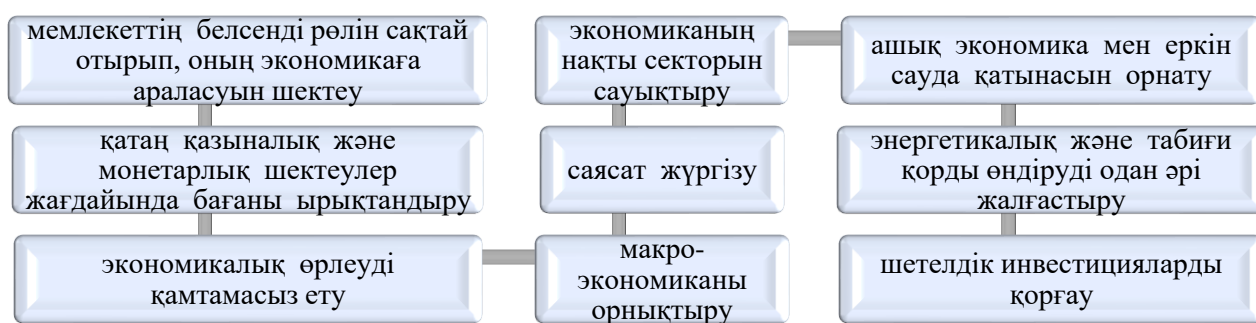 мемлекеттің белсенді рөлін сақтай
отырып, оның экономикаға
араласуын шектеу
қатаң қазыналық және
монетарлық шектеулер
жағдайында бағаны ырықтандыру
экономикалық өрлеуді
қамтамасыз ету
макро-
экономиканы
орнықтыру
саясат жүргізу
экономиканың
нақты секторын
сауықтыру
ашық экономика мен еркін
сауда қатынасын орнату
энергетикалық және табиғи
қорды өндіруді одан әрі
жалғастыру
шетелдік инвестицияларды
қорғау